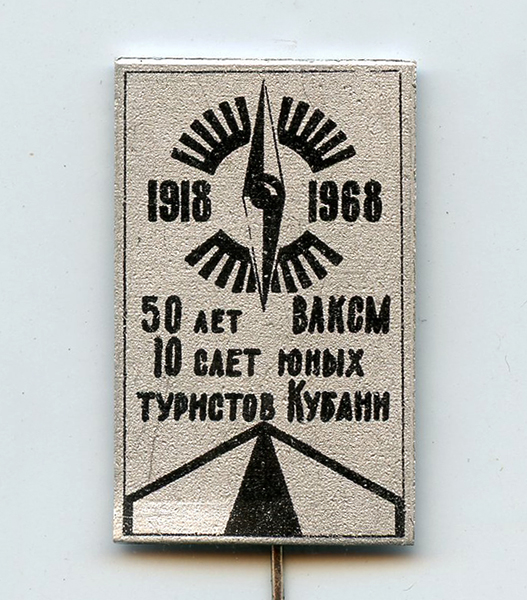 1918 1968
50 лет ВЛКСМ
10 слет юных
туристов Кубани